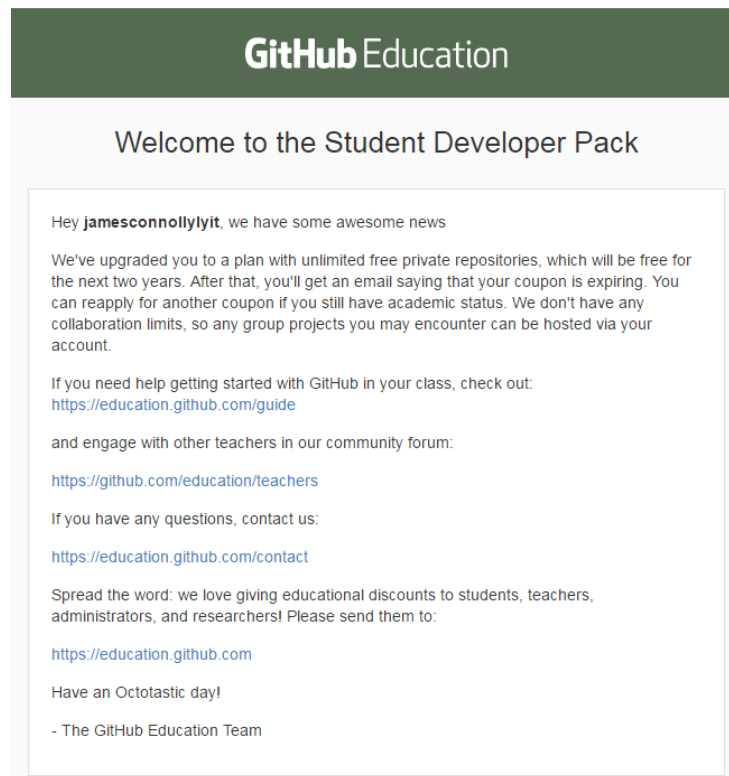 GitHub Education
Welcome to the Student Developer Pack
Hey jamesconnollylyit, we have some awesome news
We've upgraded you to a plan with unlimited free private repositories, which will be free for
the next two years. After that, you'll get an email saying that your coupon is expiring. You
can reapply for another coupon if you still have academic status. We don't have any
collaboration limits, so any group projects you may encounter can be hosted via your
account.
If you need help getting started with GitHub in your class, check out:
https://education.github.com/guide
and engage with other teachers in our community forum:
https://github.com/education/teachers
If you have any questions, contact us:
https://education.github.com/contact
Spread the word: we love giving educational discounts to students, teachers,
administrators, and researchers! Please send them to:
https://education.github.com
Have an Octotastic day!
- The GitHub Education Team